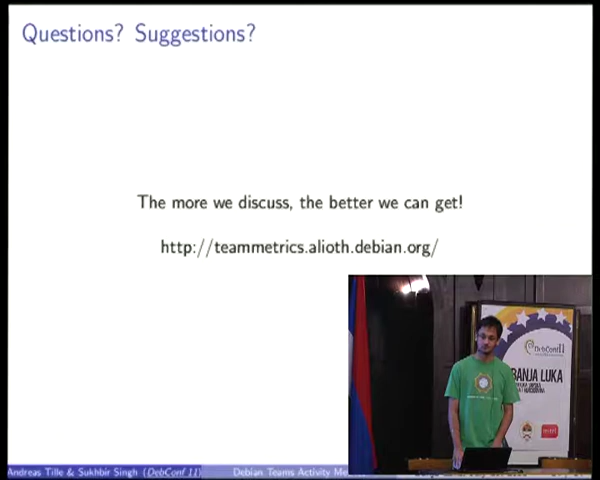 Questions? Suggestions?
The more we discuss, the better we can get!
http://teammetrics.alioth.debian.org/
DebConf11
BANJA LUKA
Andreas Tille & Sukhbir Singh (DebConf 11)
Debian Teams Activity Me